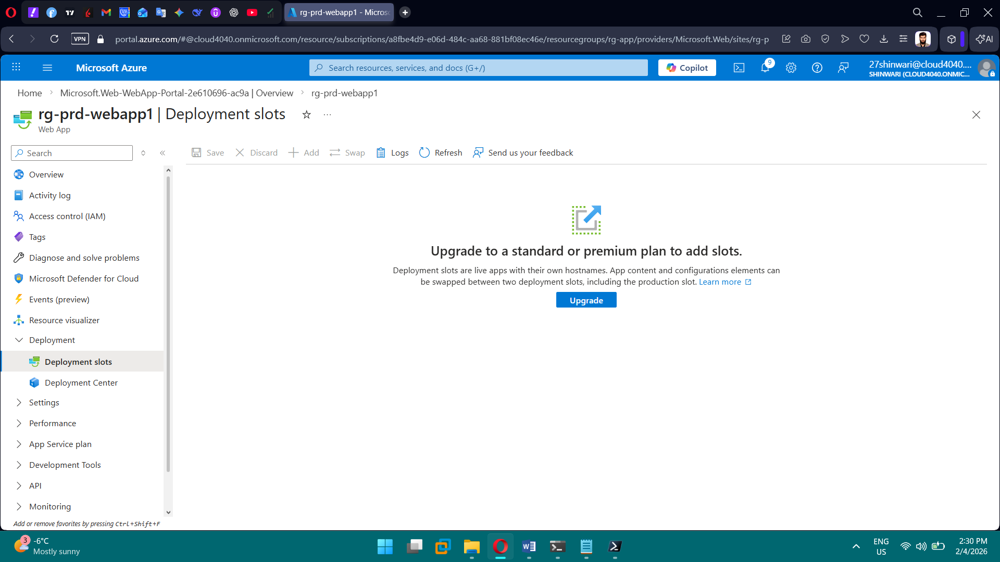 rg-prd-webapp1 - Micros
VPN
portal.azure.com/#@cloud4040.onmicrosoft.com/resource/subscriptions/a8fbe4d9-e06d-484c-aa68-881bf08ec46e/resourcegroups/rg-app/providers/Microsoft.Web/sites/rg-p
AI
Microsoft Azure
Search resources, services, and docs (G+/)
Copilot
9
27shinwari@cloud4040....
SHINWARI (CLOUD4040.ONMIC...
Home
Microsoft.Web-WebApp-Portal-2e610696-ac9a | Overview
rg-prd-webapp1
rg-prd-webapp1 | Deployment slots
...
Web App
Search
Save
Discard
Add
Swap
Logs
Refresh
Send us your feedback
Overview
Activity log
Access control (IAM)
Tags
Diagnose and solve problems
Microsoft Defender for Cloud
Events (preview)
Resource visualizer
Deployment
Deployment slots
Deployment Center
Settings
Performance
App Service plan
Development Tools
API
Monitoring
Add or remove favorites by pressing Ctrl+Shift+F
Upgrade to a standard or premium plan to add slots.
Deployment slots are live apps with their own hostnames. App content and configurations elements can
be swapped between two deployment slots, including the production slot. Learn more
Upgrade
3
-6°C
Mostly sunny
ENG
US
2:30 PM
2/4/2026